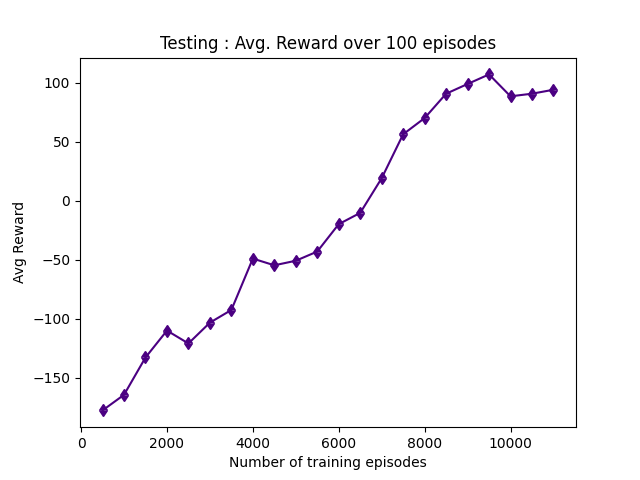 Testing : Avg. Reward over 100 episodes
100
50
0
−50
−100
−150
Avg Reward
0 2000 4000 6000 8000 10000
Number of training episodes